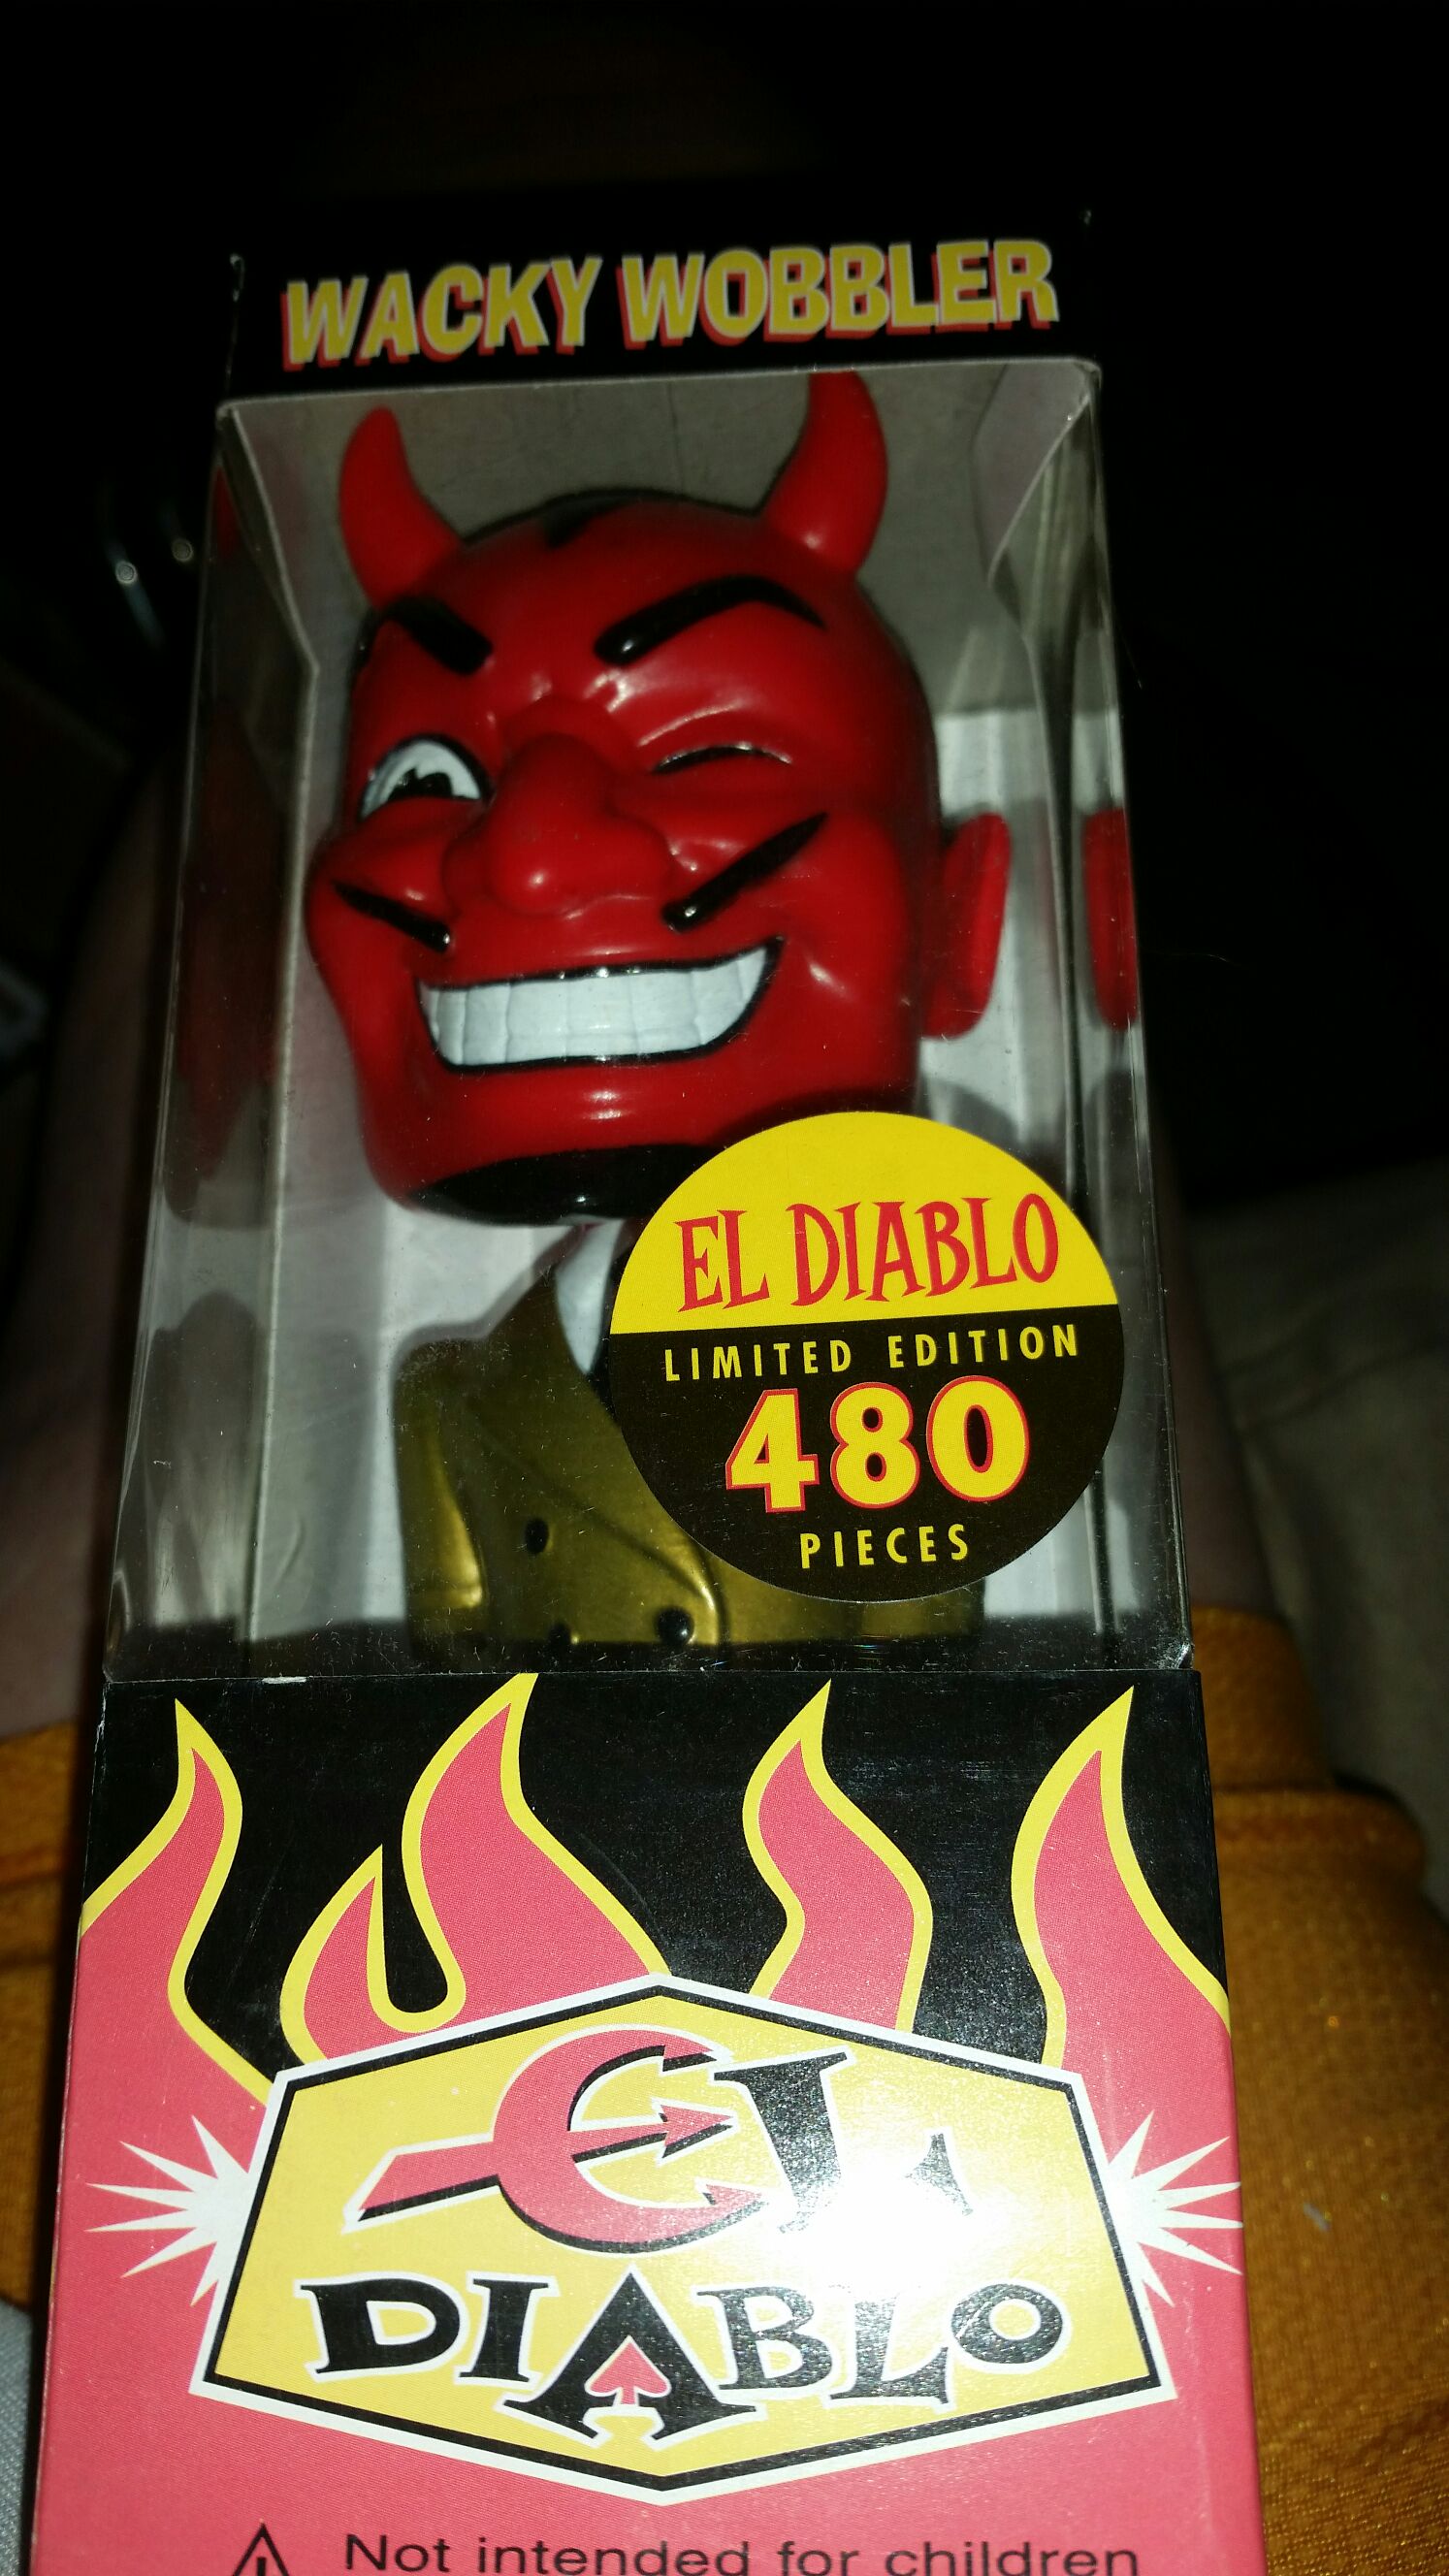 WACKY WOBBLER
EL DIABLO
LIMITED EDITION
480
PIECES
EL
DIABLO
Not intended for children